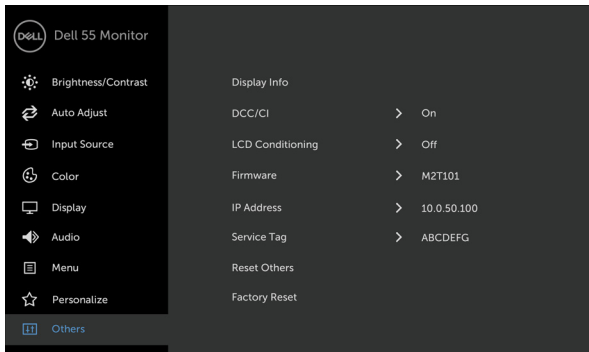 DELL Dell 55 Monitor
Brightness/Contrast
Auto Adjust
Input Source
Color
Display
Audio
Menu
Personalize
Others
Display Info
DCC/CI > On
LCD Conditioning > Off
Firmware > M2T101
IP Address > 10.0.50.100
Service Tag > ABCDEFG
Reset Others
Factory Reset